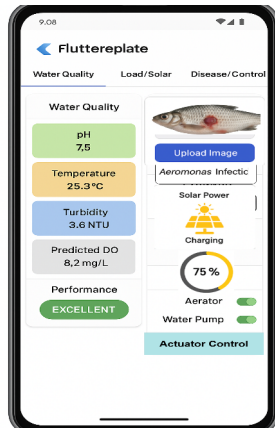 9.08
Fluttereplate
Water Quality Load/Solar Disease/Control
Water Quality
pH
7,5
Temperature
25.3°C
Turbidity
3.6 NTU
Predicted DO
8,2 mg/L
Performance
EXCELLENT
Upload Image
Aeromonas Infectic
Solar Power
Charging
75 %
Aerator
Water Pump
Actuator Control